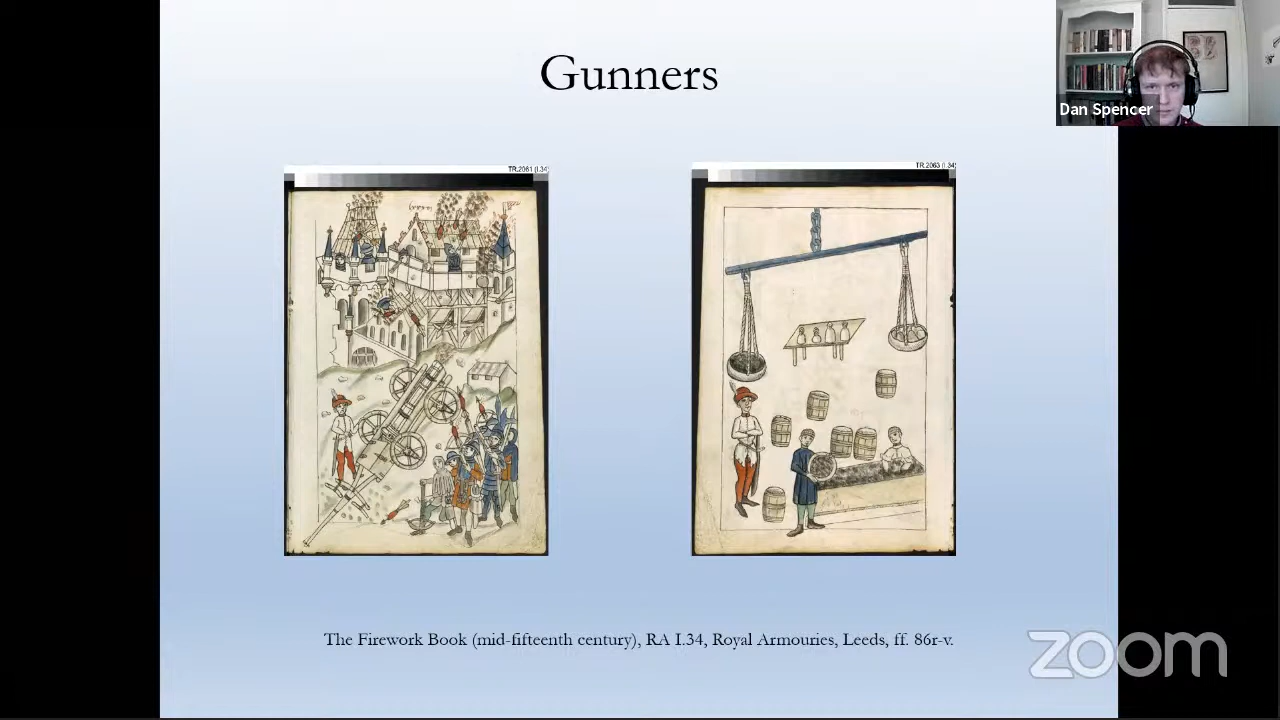 Gunners
Dan Spencer
TR.2061 (I.34)
TR.2063 (I.34)
The Firework Book (mid-fifteenth century), RA I.34, Royal Armouries, Leeds, ff. 86r-v.
zoom